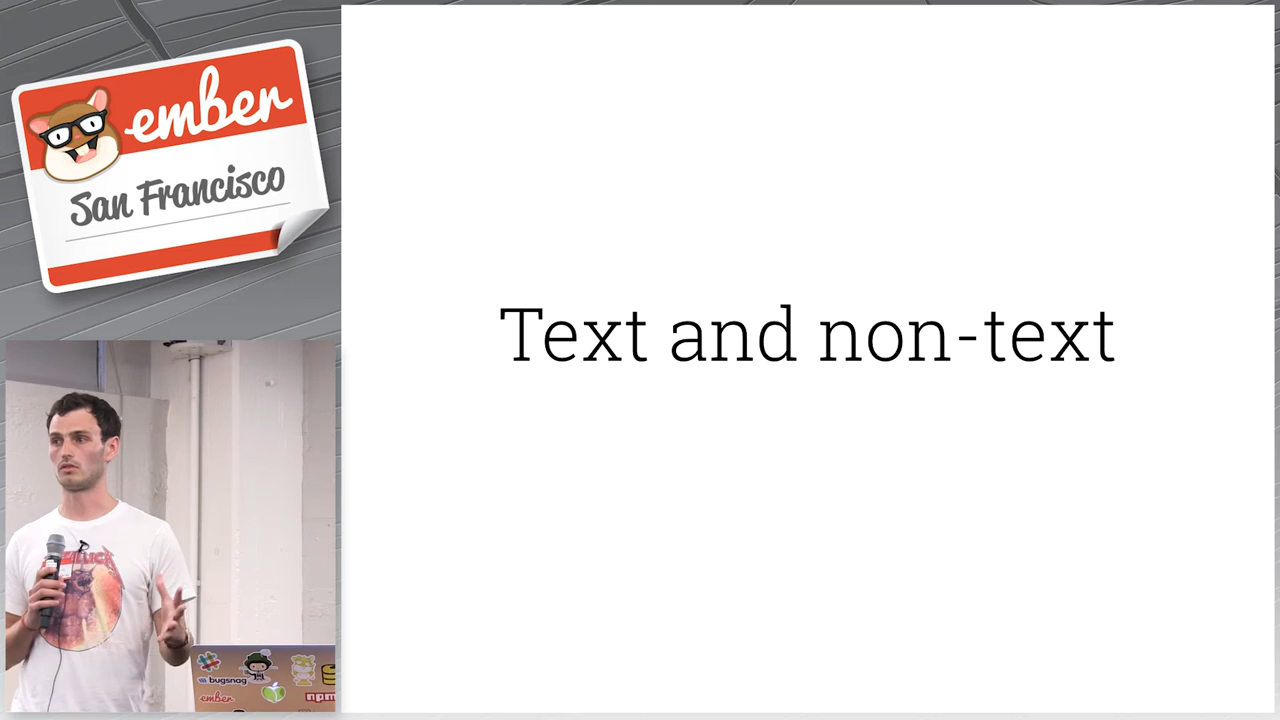 ember
San Francisco
Text and non-text
bugsnag
ember
npm